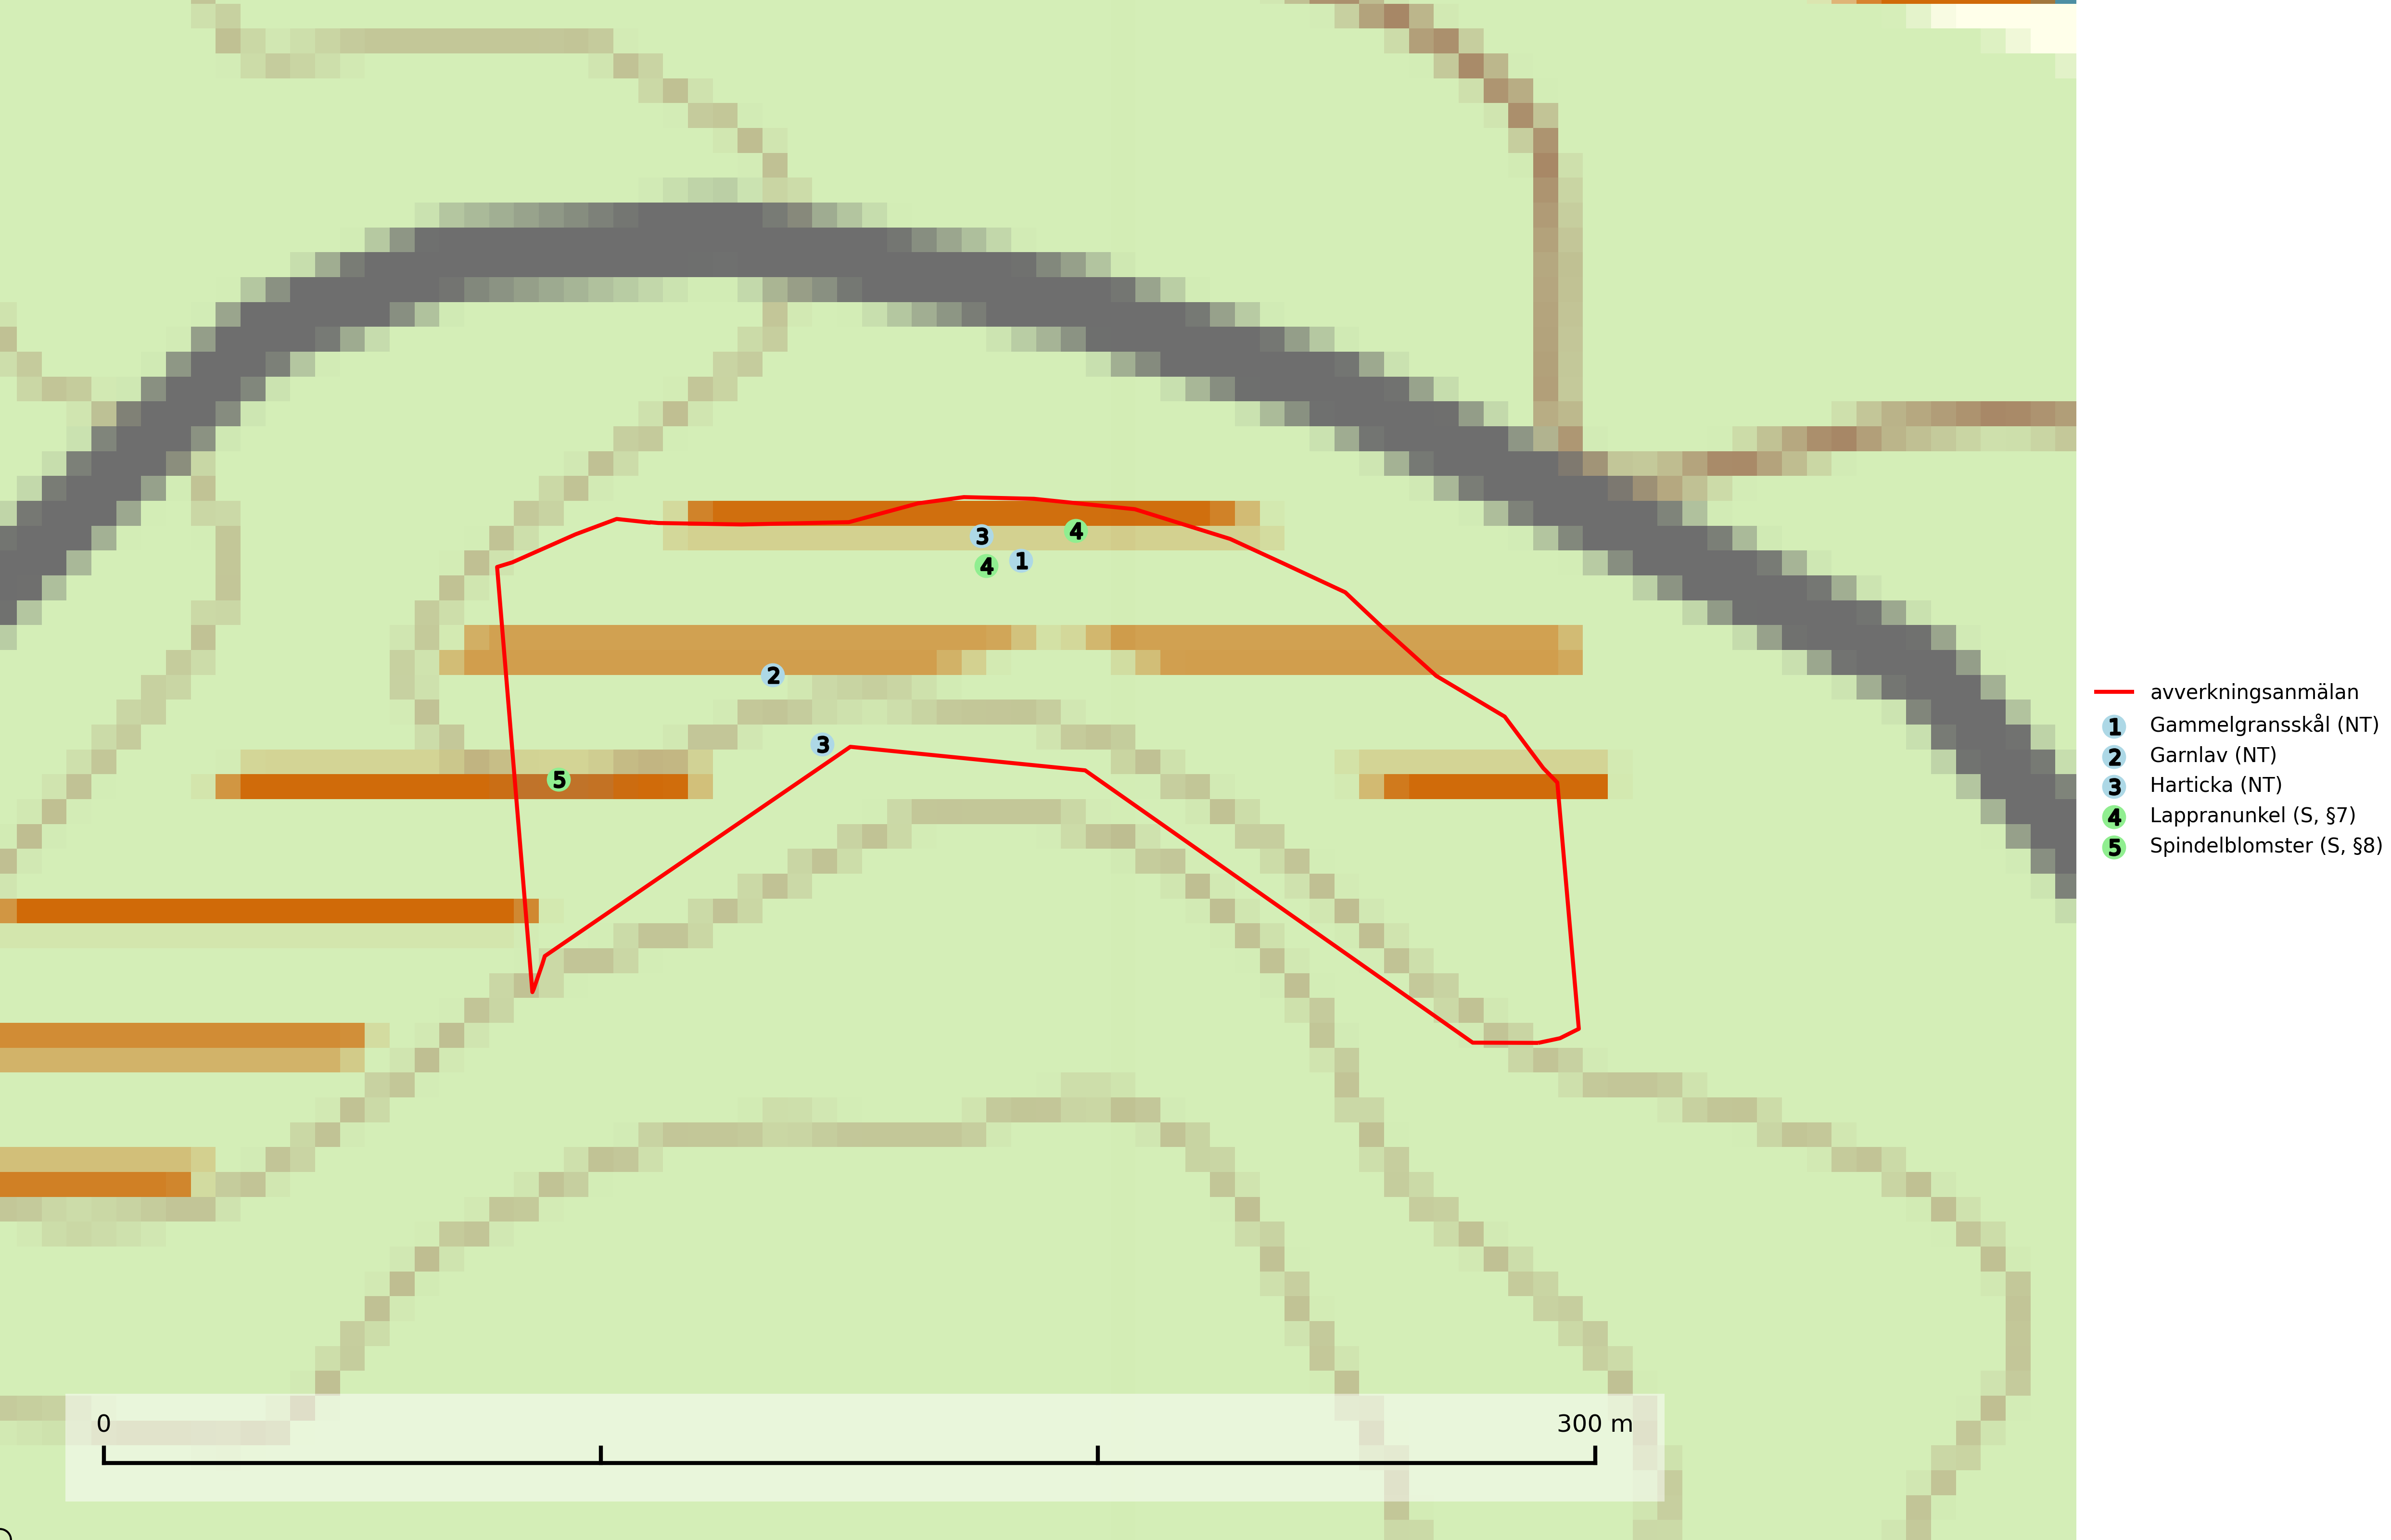 3
4
4
1
2
3
5
avverkningsanmälan
1 Gammelgransskål (NT)
2 Garnlav (NT)
3 Harticka (NT)
4 Lappranunkel (S, §7)
5 Spindelblomster (S, §8)
0 300 m